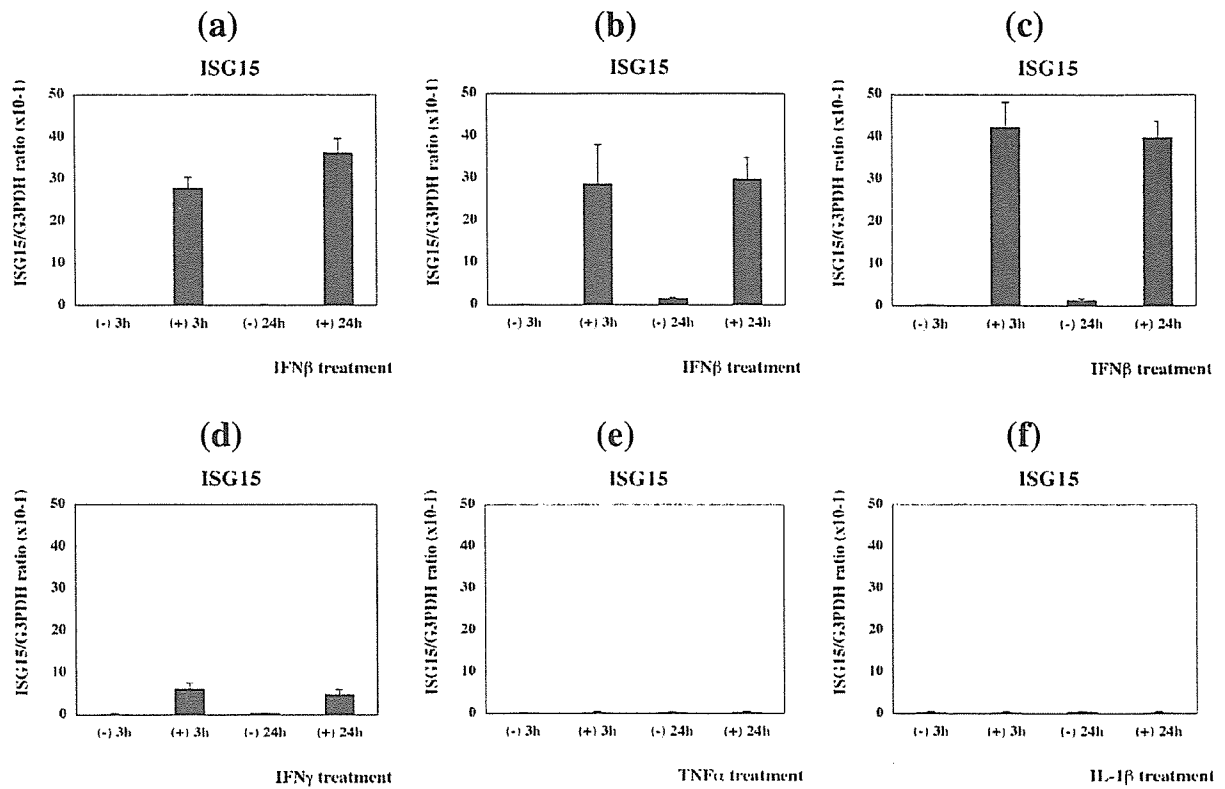 (a)
ISG15
ISG15/G3PDH ratio (x10-1)
50
40
30
20
10
0
(-) 3h (+) 3h (-) 24h (+) 24h
IFNβ treatment
(b)
ISG15
ISG15/G3PDH ratio (x10-1)
50
40
30
20
10
0
(-) 3h (+) 3h (-) 24h (+) 24h
IFNβ treatment
(c)
ISG15
ISG15/G3PDH ratio (x10-1)
50
40
30
20
10
0
(-) 3h (+) 3h (-) 24h (+) 24h
IFNβ treatment
(d)
ISG15
ISG15/G3PDH ratio (x10-1)
50
40
30
20
10
0
(-) 3h (+) 3h (-) 24h (+) 24h
IFNγ treatment
(e)
ISG15
ISG15/G3PDH ratio (x10-1)
50
40
30
20
10
0
(-) 3h (+) 3h (-) 24h (+) 24h
TNFα treatment
(f)
ISG15
ISG15/G3PDH ratio (x10-1)
50
40
30
20
10
0
(-) 3h (+) 3h (-) 24h (+) 24h
IL-1β treatment